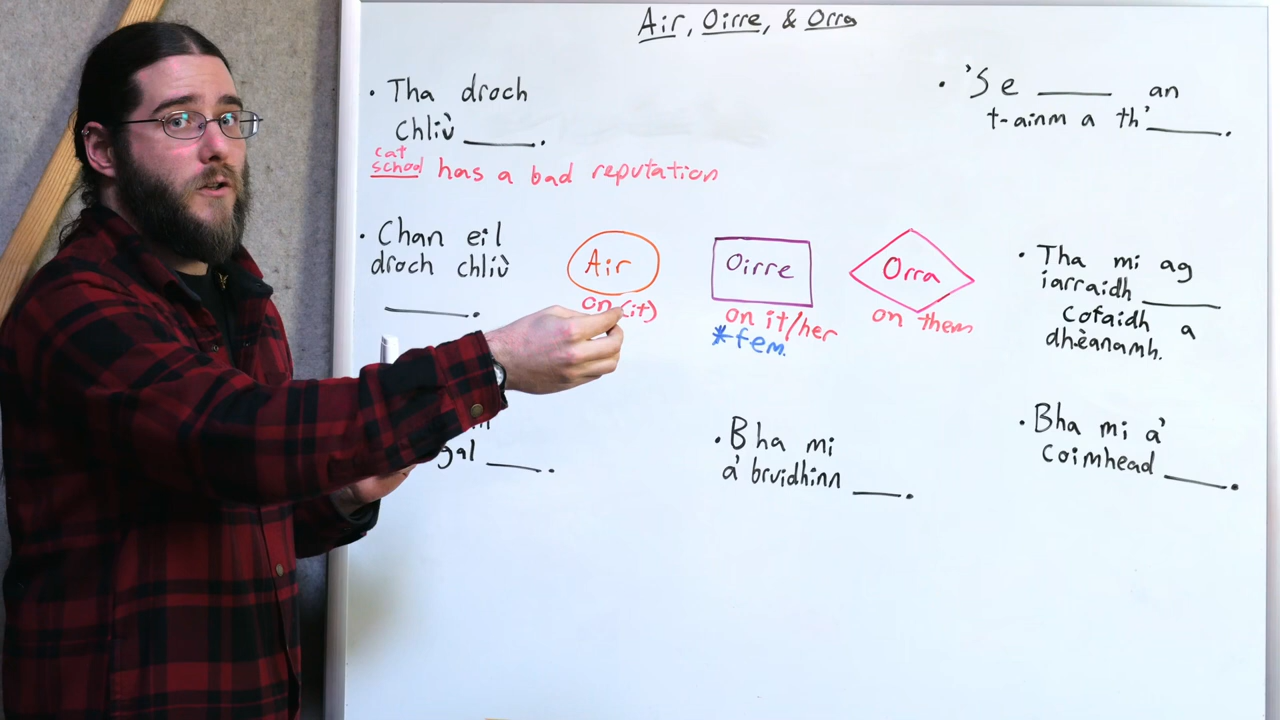 Air, Oirre, & Orra
• Tha droch
chliù ____.
cat
school has a bad reputation
• 'S e ____ an
t-ainm a th' ____.
• Chan eil
droch chliù
____.
Air
on (it)
Oirre
on it/her
*fem.
Orra
on them
• Tha mi ag
iarraidh ____
cofaidh a
dhèanamh.
gal ____.
• Bha mi
a' bruidhinn ____.
• Bha mi a'
coimhead ____.